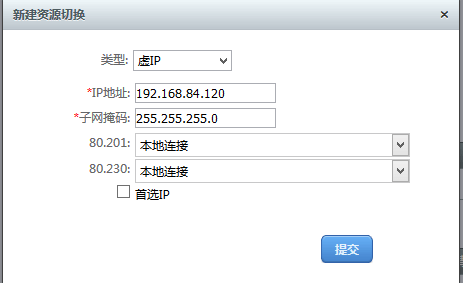 新建资源切换
类型: 虚IP
*IP地址: 192.168.84.120
*子网掩码: 255.255.255.0
80.201: 本地连接
80.230: 本地连接
首选IP
提交